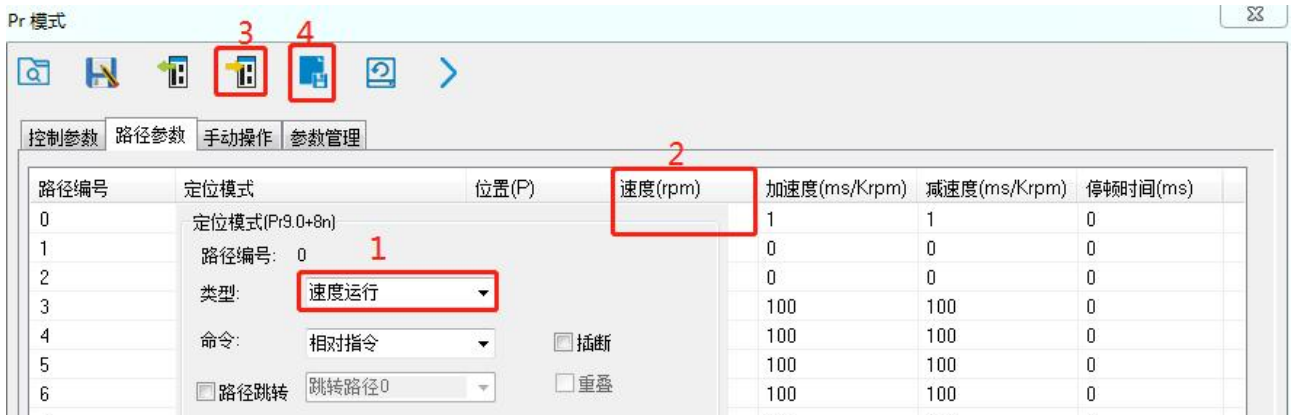 Pr 模式
3 4
控制参数 路径参数 手动操作 参数管理
2
路径编号 定位模式 位置(P) 速度(rpm) 加速度(ms/Krpm) 减速度(ms/Krpm) 停顿时间(ms)
0 定位模式(Pr9.0+8n) 1 1 0
1 路径编号: 0 1 0 0 0
2 类型: 速度运行 0 0 0
3 100 100 0
4 命令: 相对指令 插断 100 100 0
5 100 100 0
6 路径跳转 跳转路径0 重叠 100 100 0